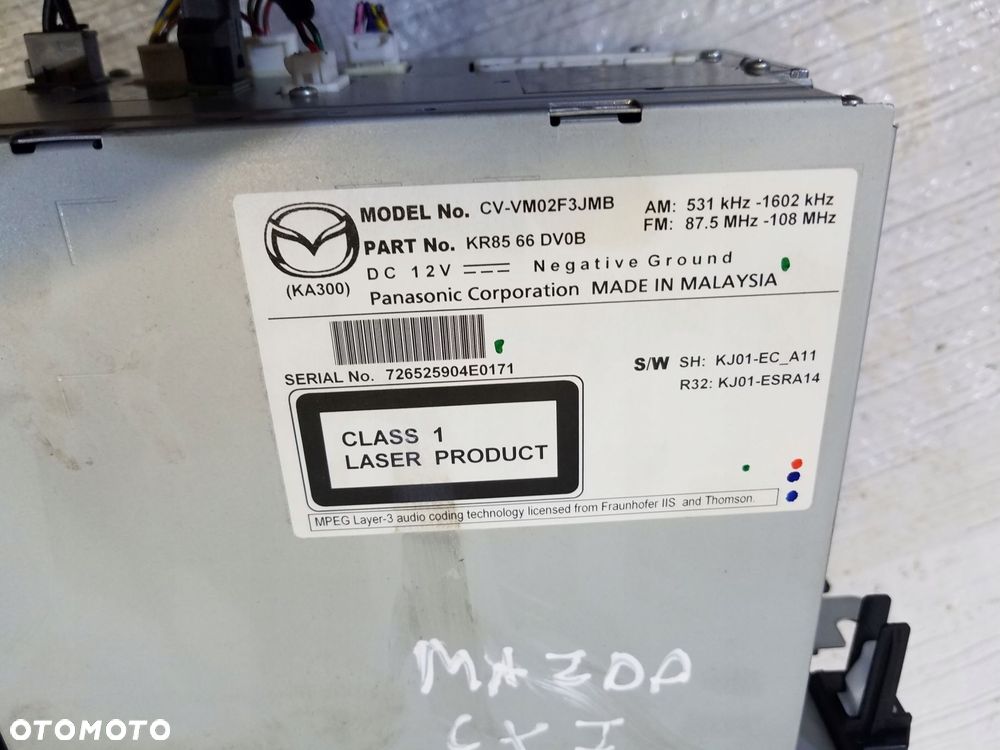 MODEL No. CV-VM02F3JMB
AM: 531 kHz -1602 kHz
FM: 87.5 MHz -108 MHz
PART No. KR85 66 DV0B
DC 12V Negative Ground
(KA300)
Panasonic Corporation MADE IN MALAYSIA
SERIAL No. 726525904E0171
S/W SH: KJ01-EC_A11
R32: KJ01-ESRA14
CLASS 1
LASER PRODUCT
MPEG Layer-3 audio coding technology licensed from Fraunhofer IIS and Thomson.
MAZDA
OTOMOTO